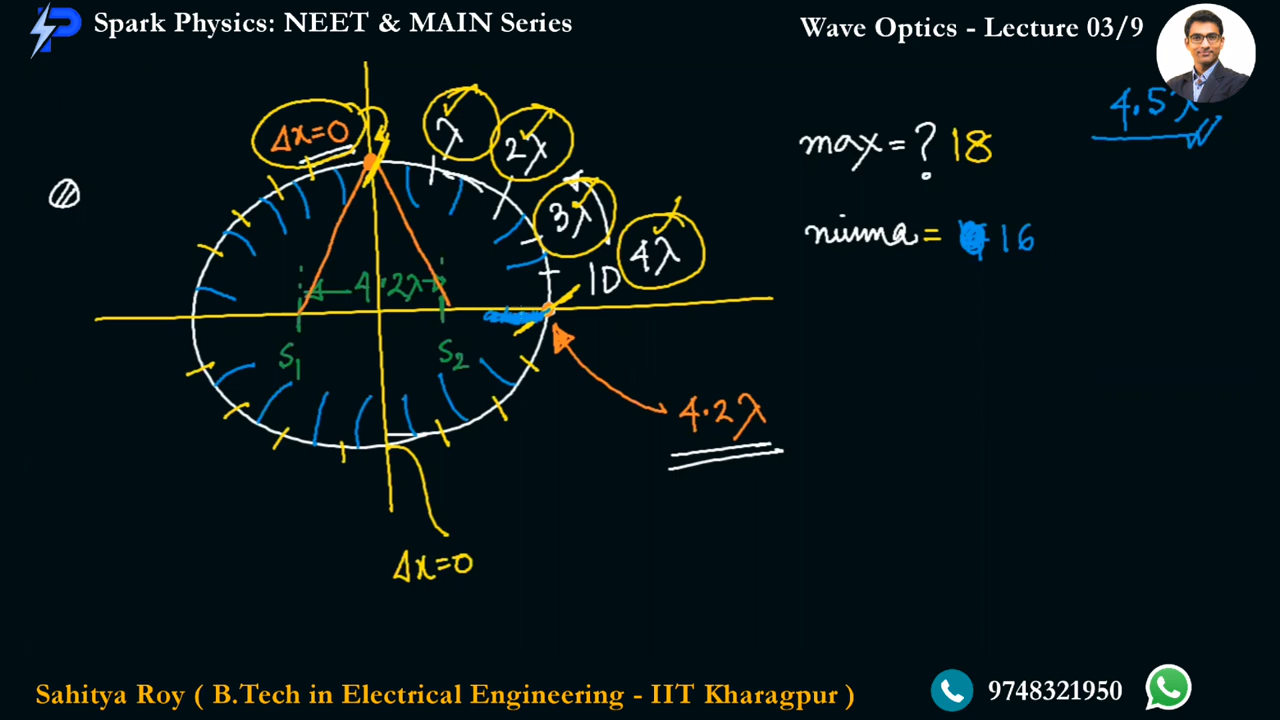 Spark Physics: NEET & MAIN Series
Wave Optics - Lecture 03/9
4.5λ
Δx=0
λ
2λ
3λ
4λ
max = ? 18
minima = 16
4.2λ
S₁
S₂
4.2λ
Δx=0
Sahitya Roy ( B.Tech in Electrical Engineering - IIT Kharagpur )
9748321950